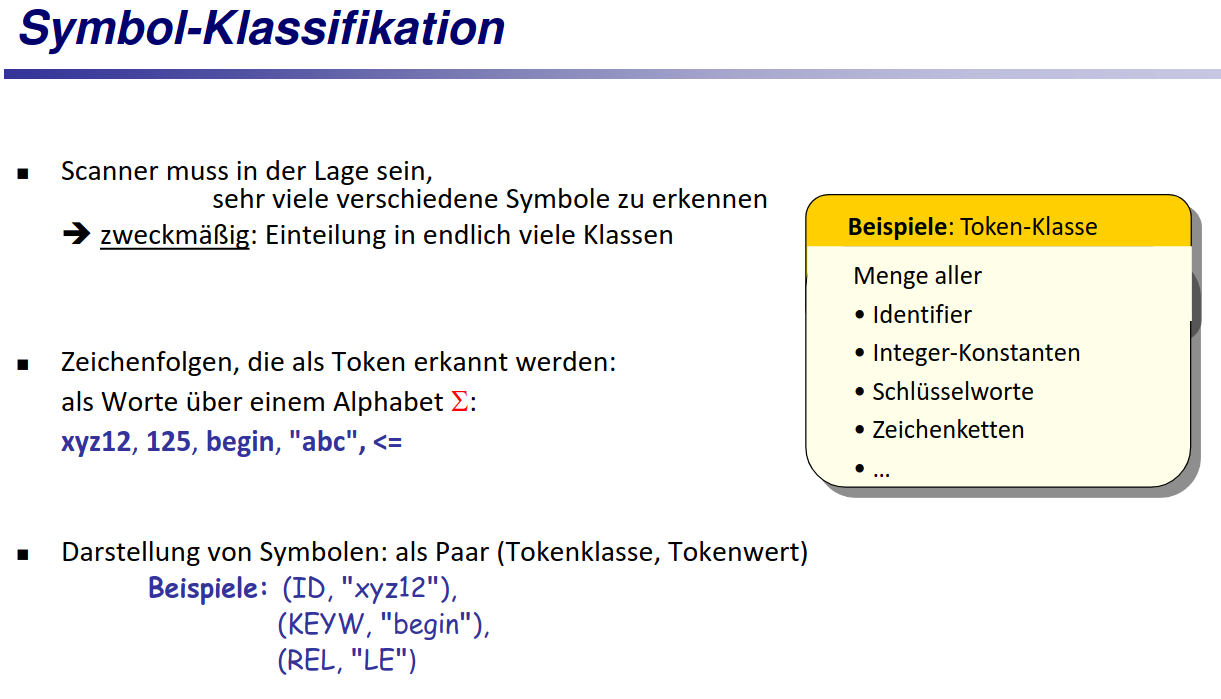 Symbol-Klassifikation
▪ Scanner muss in der Lage sein,
sehr viele verschiedene Symbole zu erkennen
➔ zweckmäßig: Einteilung in endlich viele Klassen
Beispiele: Token-Klasse
Menge aller
• Identifier
• Integer-Konstanten
• Schlüsselworte
• Zeichenketten
• ...
▪ Zeichenfolgen, die als Token erkannt werden:
als Worte über einem Alphabet Σ:
xyz12, 125, begin, "abc", <=
▪ Darstellung von Symbolen: als Paar (Tokenklasse, Tokenwert)
Beispiele: (ID, "xyz12"),
(KEYW, "begin"),
(REL, "LE")